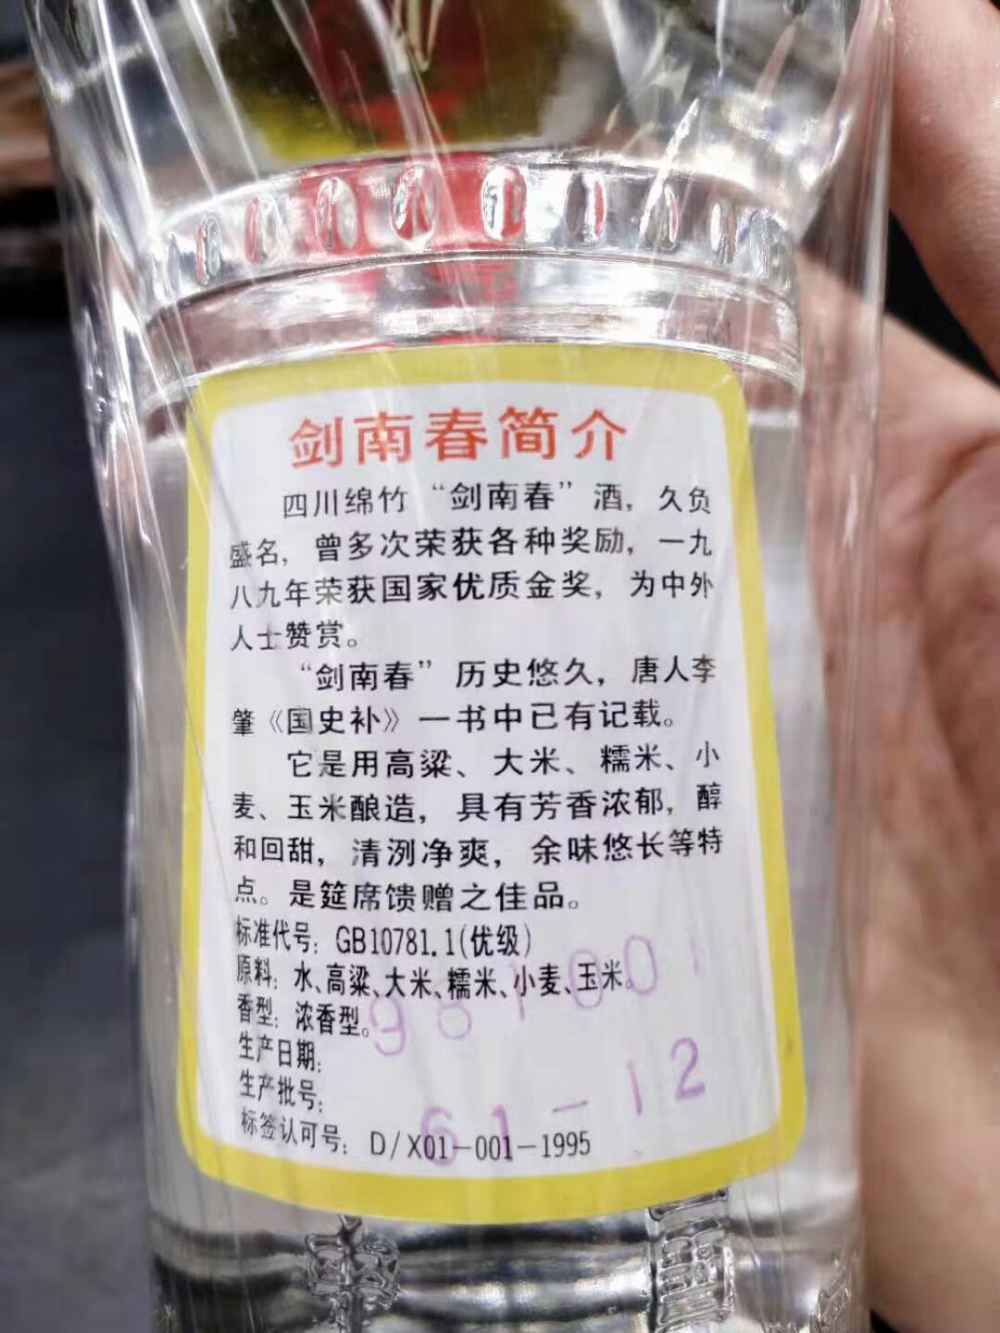 剑南春简介
四川绵竹“剑南春”酒，久负
盛名，曾多次荣获各种奖励，一九
八九年荣获国家优质金奖，为中外
人士赞赏。
“剑南春”历史悠久，唐人李
肇《国史补》一书中已有记载。
它是用高粱、大米、糯米、小
麦、玉米酿造，具有芳香浓郁，醇
和回甜，清洌净爽，余味悠长等特
点。是筵席馈赠之佳品。
标准代号：GB10781.1(优级)
原料：水、高粱、大米、糯米、小麦、玉米。
香型：浓香型。
生产日期：
生产批号：
61-12
标签认可号：D/X01-001-1995